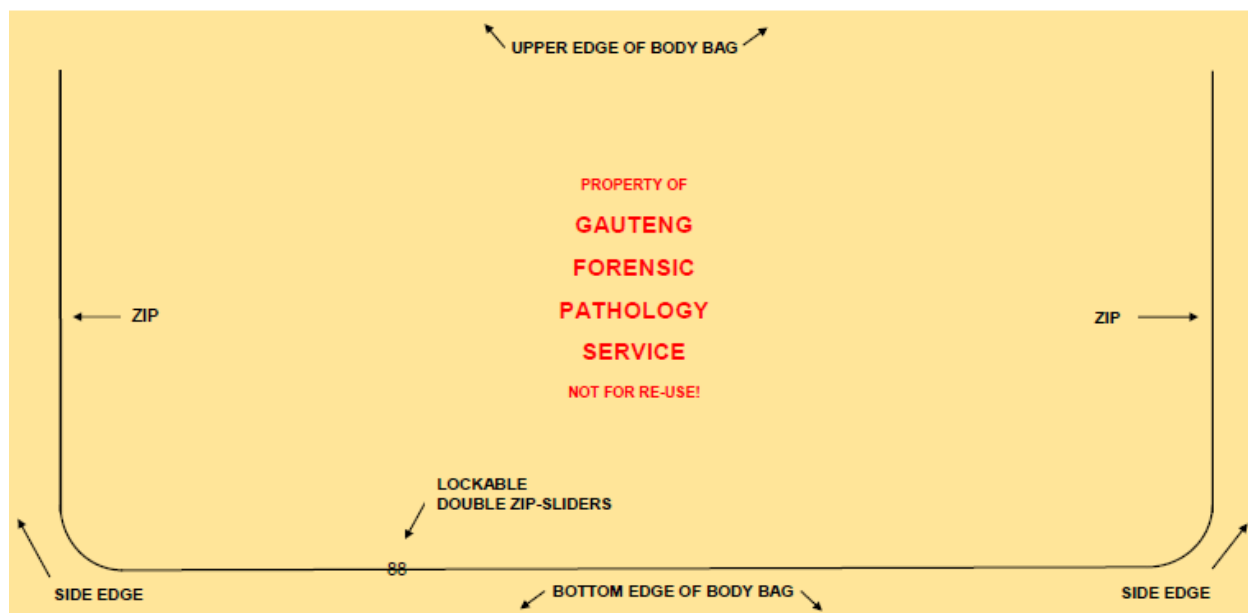 UPPER EDGE OF BODY BAG
PROPERTY OF
GAUTENG
FORENSIC
PATHOLOGY
SERVICE
NOT FOR RE-USE!
ZIP
ZIP
LOCKABLE
DOUBLE ZIP-SLIDERS
88
SIDE EDGE
BOTTOM EDGE OF BODY BAG
SIDE EDGE